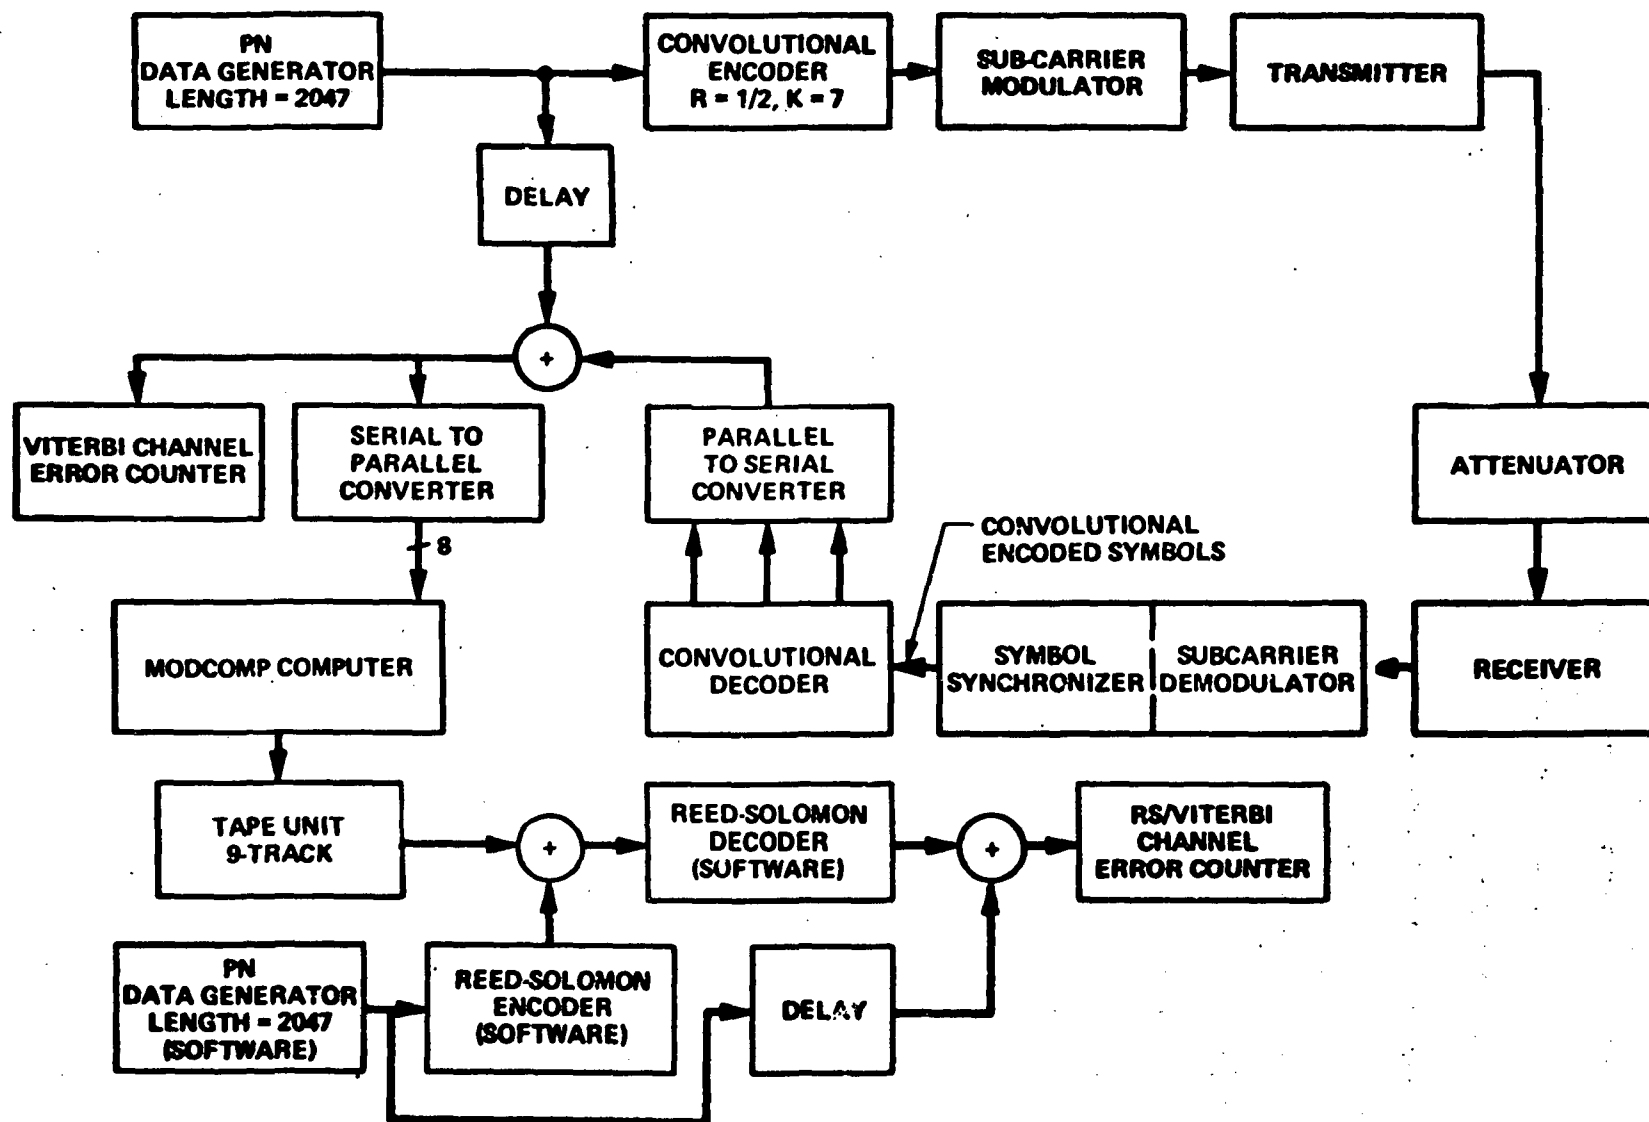 PN
DATA GENERATOR
LENGTH = 2047
CONVOLUTIONAL
ENCODER
R = 1/2, K = 7
SUB-CARRIER
MODULATOR
TRANSMITTER
DELAY
+
VITERBI CHANNEL
ERROR COUNTER
SERIAL TO
PARALLEL
CONVERTER
PARALLEL
TO SERIAL
CONVERTER
ATTENUATOR
8
CONVOLUTIONAL
ENCODED SYMBOLS
MODCOMP COMPUTER
CONVOLUTIONAL
DECODER
SYMBOL
SYNCHRONIZER
SUBCARRIER
DEMODULATOR
RECEIVER
TAPE UNIT
9-TRACK
+
REED-SOLOMON
DECODER
(SOFTWARE)
+
RS/VITERBI
CHANNEL
ERROR COUNTER
PN
DATA GENERATOR
LENGTH = 2047
(SOFTWARE)
REED-SOLOMON
ENCODER
(SOFTWARE)
DELAY